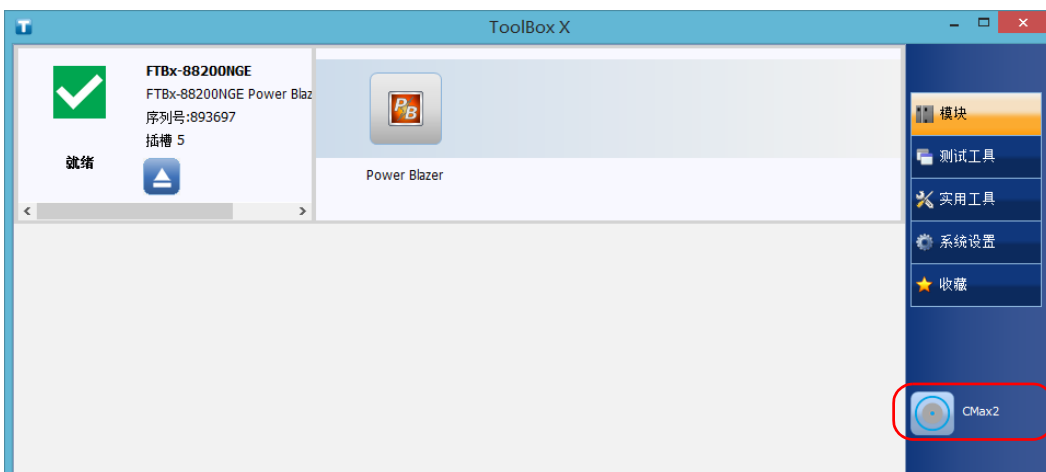 ToolBox X
FTBx-88200NGE
FTBx-88200NGE Power Blaz
序列号:893697
插槽 5
就绪
Power Blazer
模块
测试工具
实用工具
系统设置
收藏
CMax2